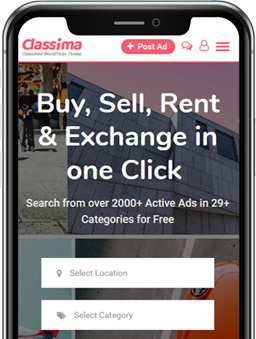 Classima
Classified WordPress Theme
Post Ad
Buy, Sell, Rent
& Exchange in
one Click
Search from over 2000+ Active Ads in 29+
Categories for Free
Select Location
Select Category